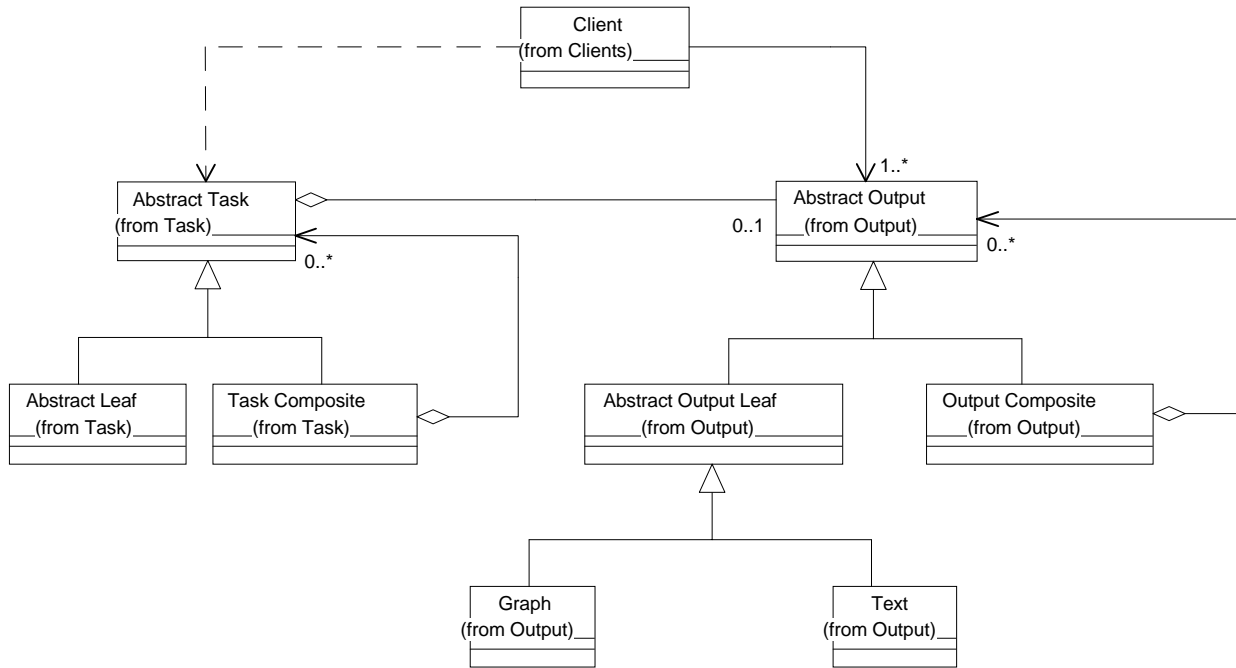 Client
(from Clients)
1..*
Abstract Task
(from Task)
Abstract Output
(from Output)
0..1
0..*
0..*
Abstract Leaf
(from Task)
Task Composite
(from Task)
Abstract Output Leaf
(from Output)
Output Composite
(from Output)
Graph
(from Output)
Text
(from Output)